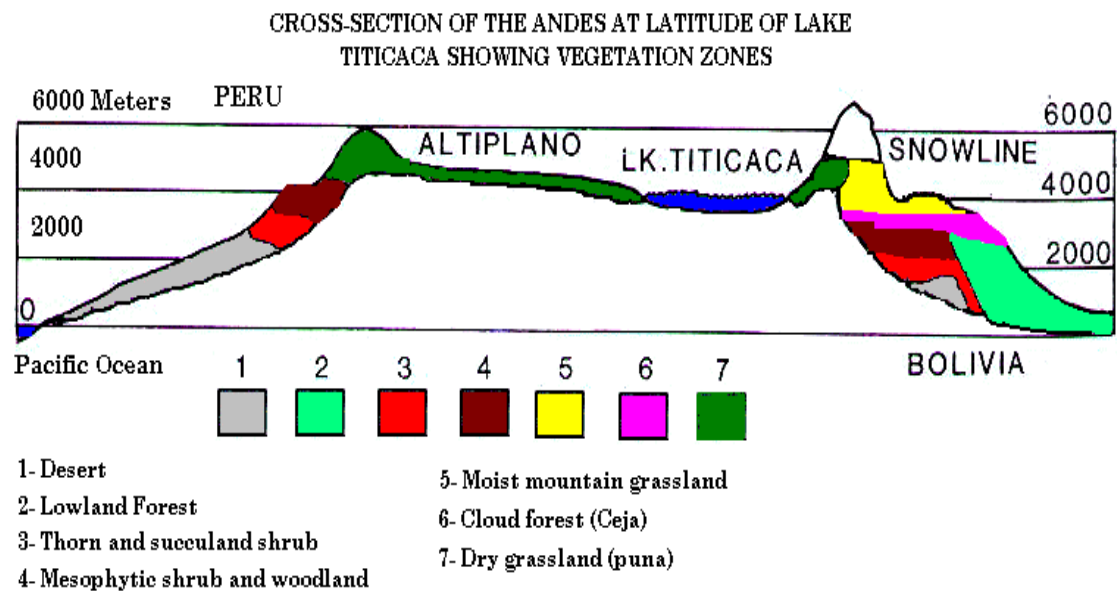 CROSS-SECTION OF THE ANDES AT LATITUDE OF LAKE
TITICACA SHOWING VEGETATION ZONES
6000 Meters PERU
6000
4000 ALTIPLANO LK.TITICACA SNOWLINE
4000
2000
2000
0
Pacific Ocean 1 2 3 4 5 6 7 BOLIVIA
1- Desert
2- Lowland Forest
3- Thorn and succuland shrub
4- Mesophytic shrub and woodland
5- Moist mountain grassland
6- Cloud forest (Ceja)
7- Dry grassland (puna)